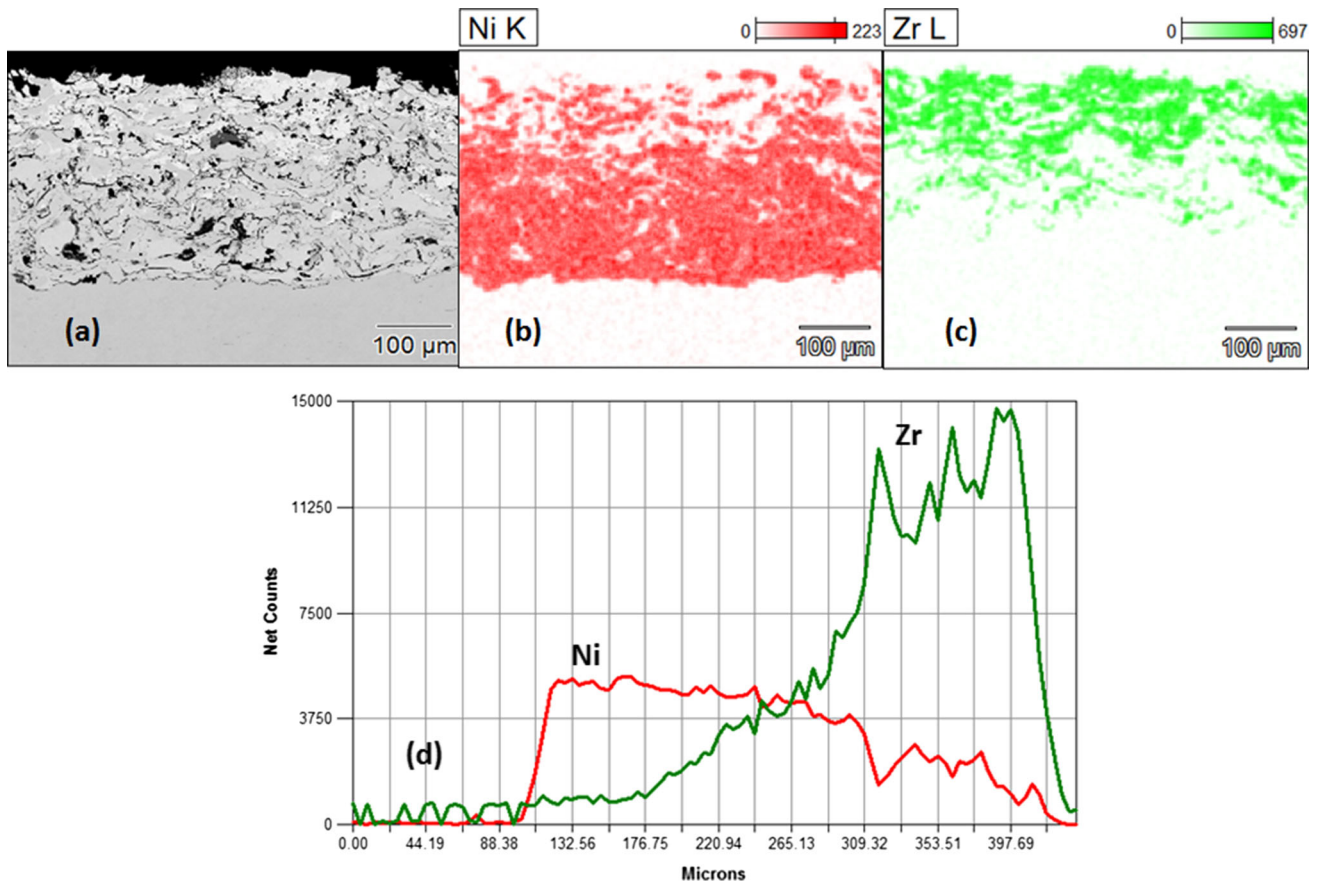 Ni K
0 223
Zr L
0 697
(a)
100 µm
(b)
100 µm
(c)
100 µm
15000
11250
7500
3750
0
Net Counts
Zr
Ni
(d)
0.00 44.19 88.38 132.56 176.75 220.94 265.13 309.32 353.51 397.69
Microns